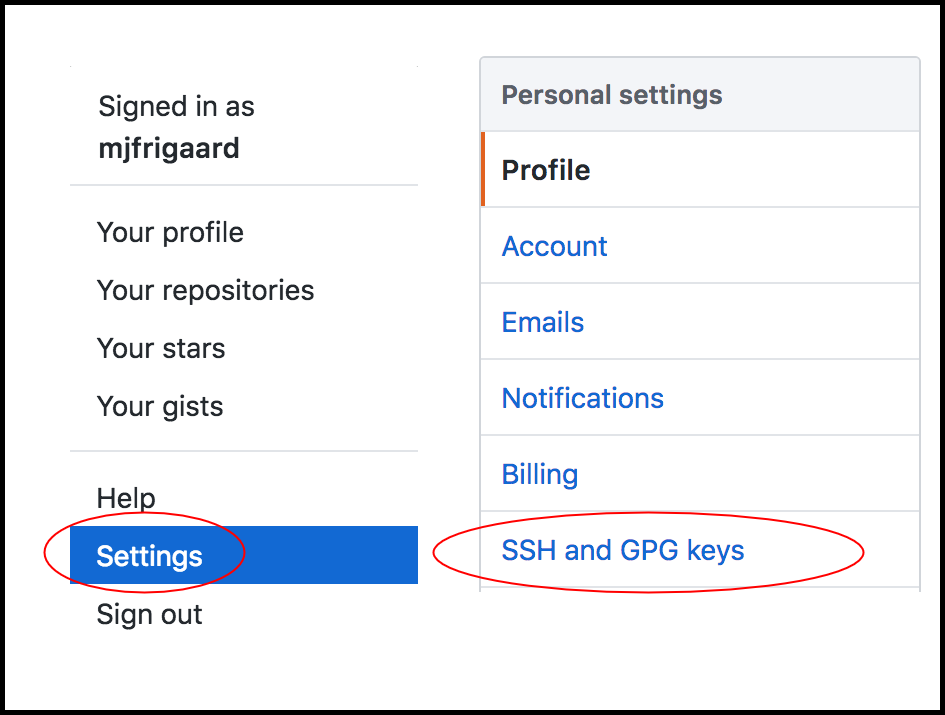 Signed in as
mjfrigaard
Your profile
Your repositories
Your stars
Your gists
Help
Settings
Sign out
Personal settings
Profile
Account
Emails
Notifications
Billing
SSH and GPG keys